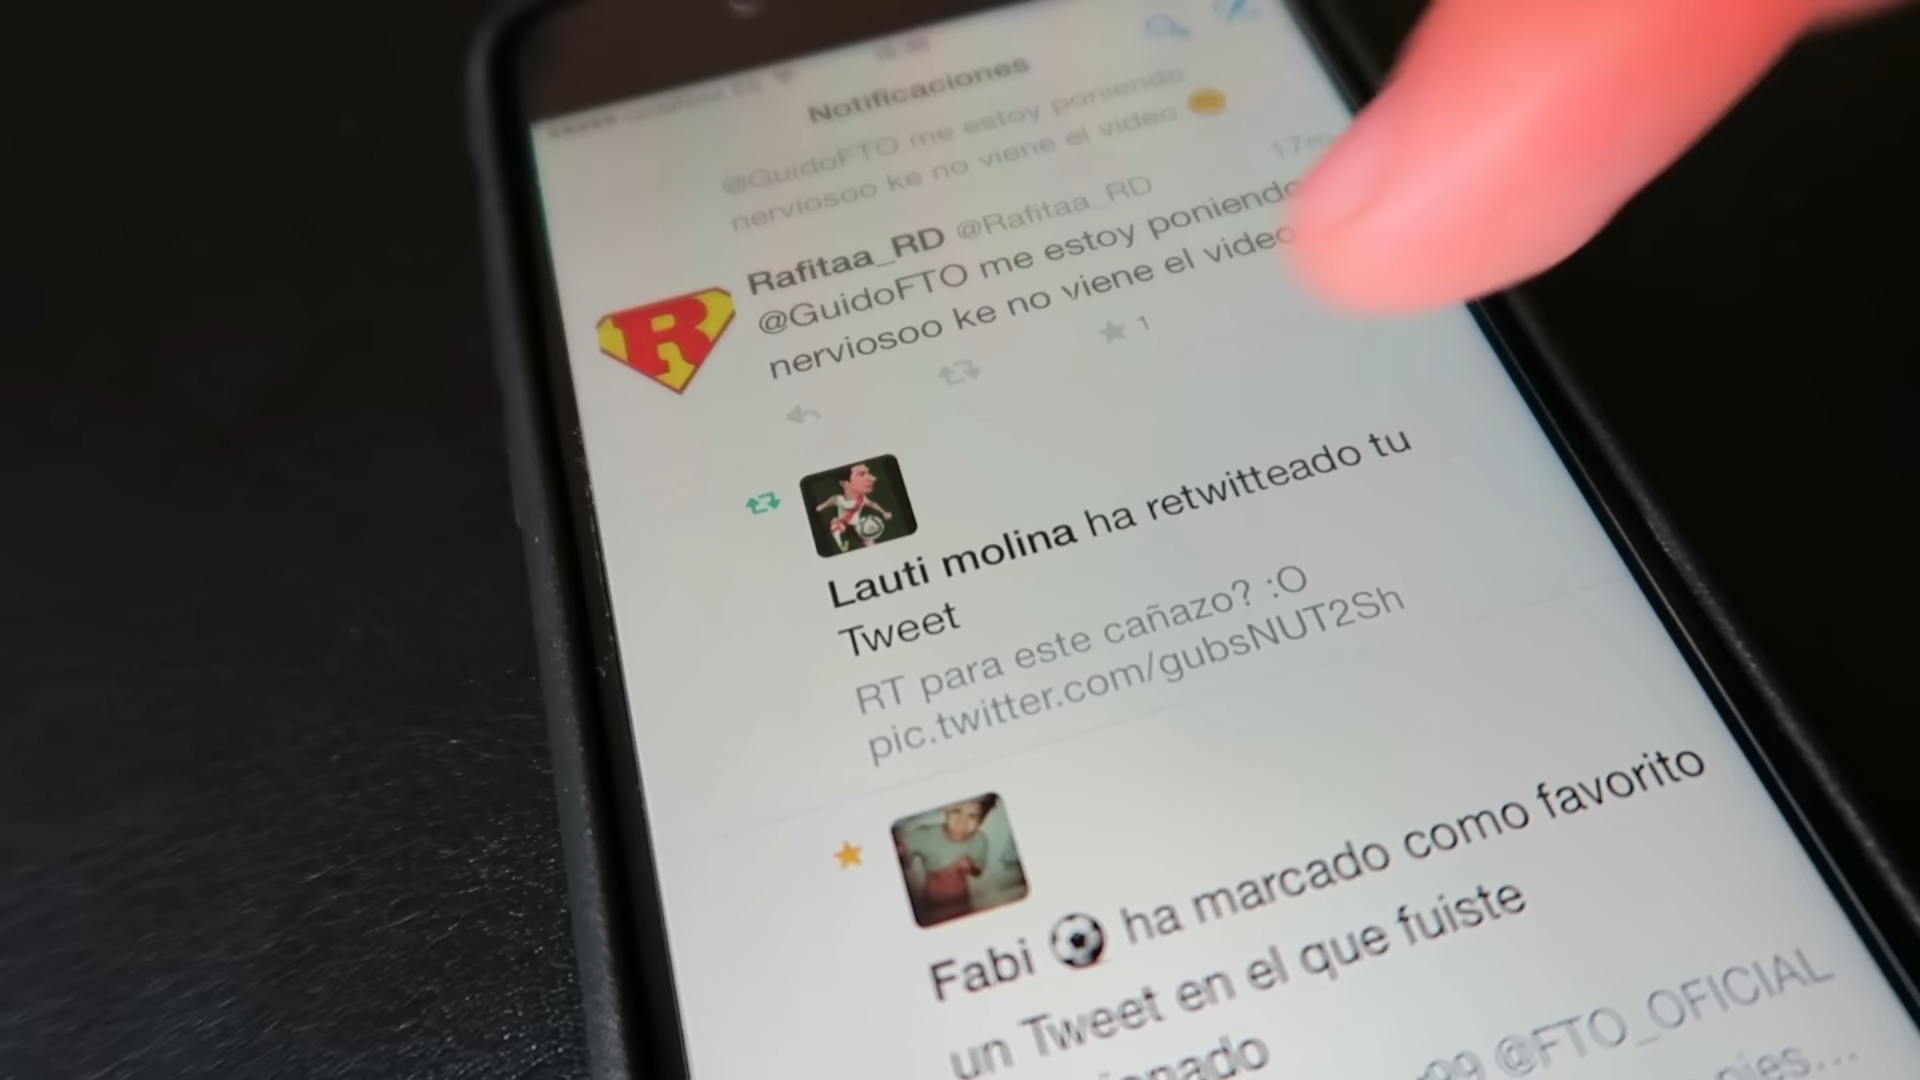 Notificaciones
@GuidoFTO me estoy poniendo
nerviosoo ke no viene el video
Rafitaa_RD @Rafitaa_RD 17m
@GuidoFTO me estoy poniendo
nerviosoo ke no viene el video
R
1
Lauti molina ha retwitteado tu
Tweet
RT para este cañazo? :O
pic.twitter.com/gubsNUT2Sh
Fabi ⚽ ha marcado como favorito
un Tweet en el que fuiste
@FTO_OFICIAL